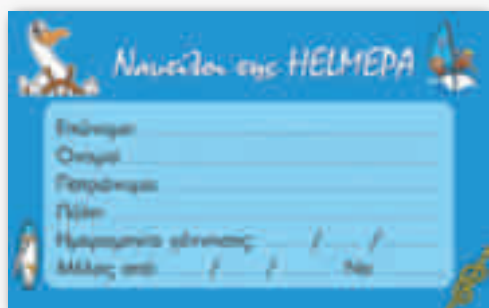 Ναυτίλοι της HELMEPA
Επώνυμο:
Όνομα:
Πατρώνυμο:
Πόλη:
Ημερομηνία γέννησης: / /
Μέλος από / / Νο